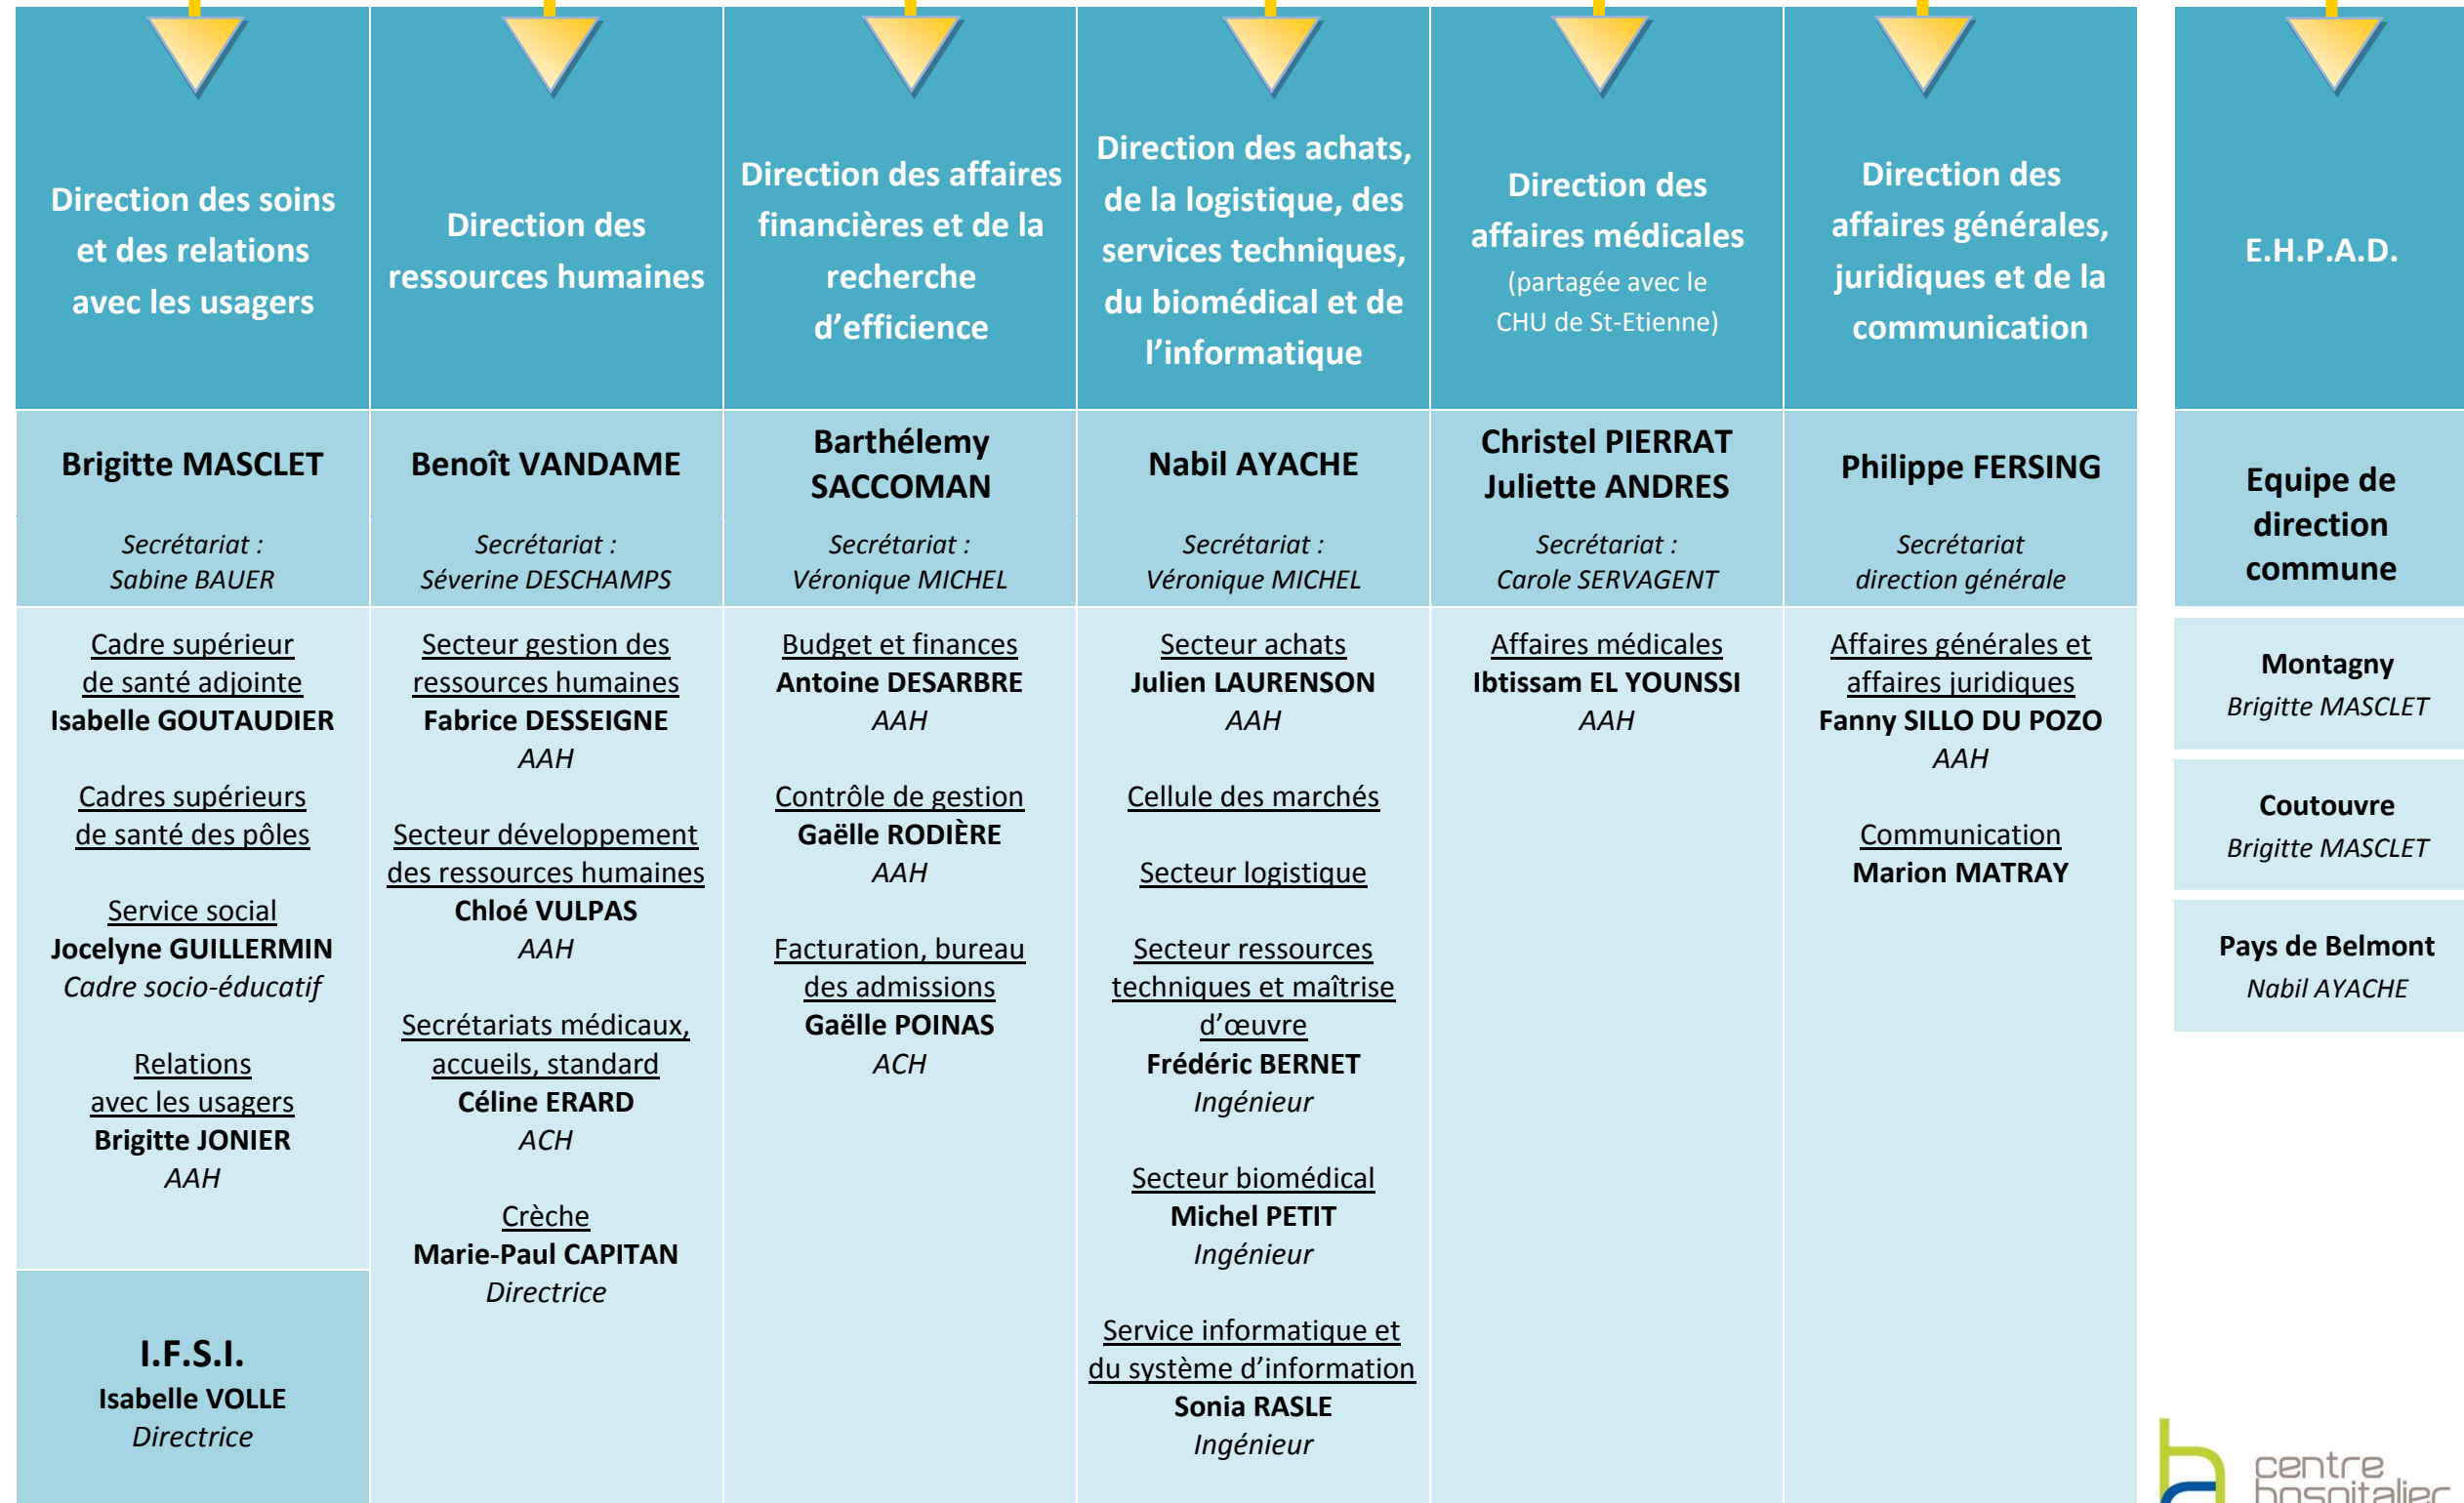 Direction des soins
et des relations
avec les usagers
Brigitte MASCLET
Secrétariat :
Sabine BAUER
Cadre supérieur
de santé adjointe
Isabelle GOUTAUDIER
Cadres supérieurs
de santé des pôles
Service social
Jocelyne GUILLERMIN
Cadre socio-éducatif
Relations
avec les usagers
Brigitte JONIER
AAH
I.F.S.I.
Isabelle VOLLE
Directrice
Direction des
ressources humaines
Benoît VANDAME
Secrétariat :
Séverine DESCHAMPS
Secteur gestion des
ressources humaines
Fabrice DESSEIGNE
AAH
Secteur développement
des ressources humaines
Chloé VULPAS
AAH
Secrétariats médicaux,
accueils, standard
Céline ERARD
ACH
Crèche
Marie-Paul CAPITAN
Directrice
Direction des affaires
financières et de la
recherche
d’efficience
Barthélemy
SACCOMAN
Secrétariat :
Véronique MICHEL
Budget et finances
Antoine DESARBRE
AAH
Contrôle de gestion
Gaëlle RODIÈRE
AAH
Facturation, bureau
des admissions
Gaëlle POINAS
ACH
Direction des achats,
de la logistique, des
services techniques,
du biomédical et de
l’informatique
Nabil AYACHE
Secrétariat :
Véronique MICHEL
Secteur achats
Julien LAURENSON
AAH
Cellule des marchés
Secteur logistique
Secteur ressources
techniques et maîtrise
d’œuvre
Frédéric BERNET
Ingénieur
Secteur biomédical
Michel PETIT
Ingénieur
Service informatique et
du système d’information
Sonia RASLE
Ingénieur
Direction des
affaires médicales
(partagée avec le
CHU de St-Etienne)
Christel PIERRAT
Juliette ANDRES
Secrétariat :
Carole SERVAGENT
Affaires médicales
Ibtissam EL YOUNSSI
AAH
Direction des
affaires générales,
juridiques et de la
communication
Philippe FERSING
Secrétariat
direction générale
Affaires générales et
affaires juridiques
Fanny SILLO DU POZO
AAH
Communication
Marion MATRAY
E.H.P.A.D.
Equipe de
direction
commune
Montagny
Brigitte MASCLET
Coutouvre
Brigitte MASCLET
Pays de Belmont
Nabil AYACHE
centre
hospitalier